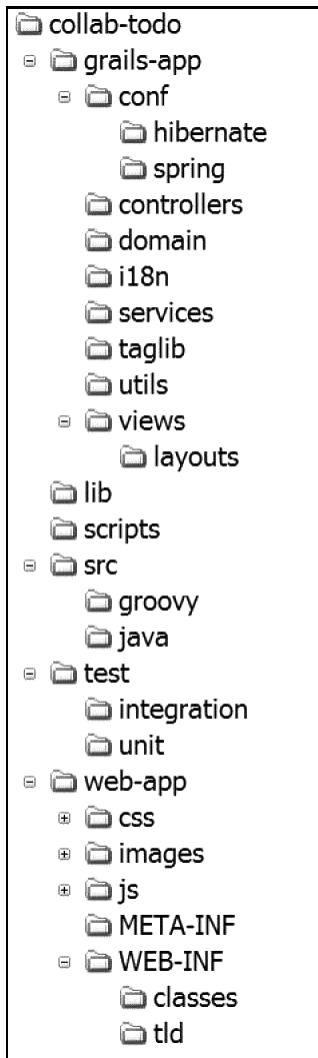 collab-todo
grails-app
conf
hibernate
spring
controllers
domain
i18n
services
taglib
utils
views
layouts
lib
scripts
src
groovy
java
test
integration
unit
web-app
css
images
js
META-INF
WEB-INF
classes
tld